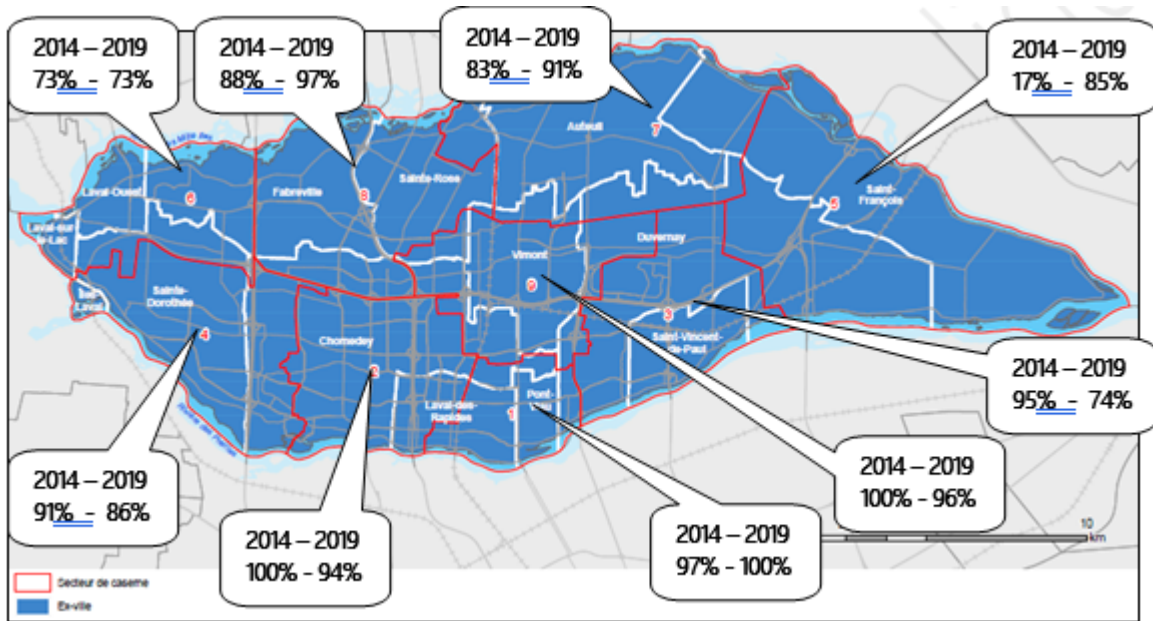 2014 – 2019
73% - 73%
2014 – 2019
88% - 97%
2014 – 2019
83% - 91%
2014 – 2019
17% - 85%
Auteuil
7
Sainte-Rose
Laval-Ouest
6
Fabreville
8
5
Saint-
François
Laval-sur-
le-Lac
Duvernay
Vimont
9
Sainte-
Dorothée
Îles
Laval
4
3
Saint-Vincent-
de-Paul
Chomedey
2
Laval-des-
Rapides
1
Pont-
2014 – 2019
95% - 74%
2014 – 2019
91% - 86%
2014 – 2019
100% - 96%
2014 – 2019
100% - 94%
2014 – 2019
97% - 100%
10
km
Secteur de caserne
Ex-ville